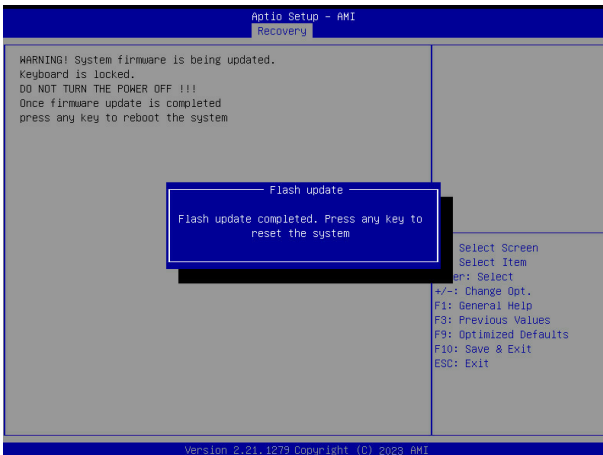 Aptio Setup - AMI
Recovery
WARNING! System firmware is being updated.
Keyboard is locked.
DO NOT TURN THE POWER OFF !!!
Once firmware update is completed
press any key to reboot the system
Flash update
Flash update completed. Press any key to
reset the system
Select Screen
Select Item
er: Select
+/-: Change Opt.
F1: General Help
F3: Previous Values
F9: Optimized Defaults
F10: Save & Exit
ESC: Exit
Version 2.21.1279 Copyright (C) 2023 AMI